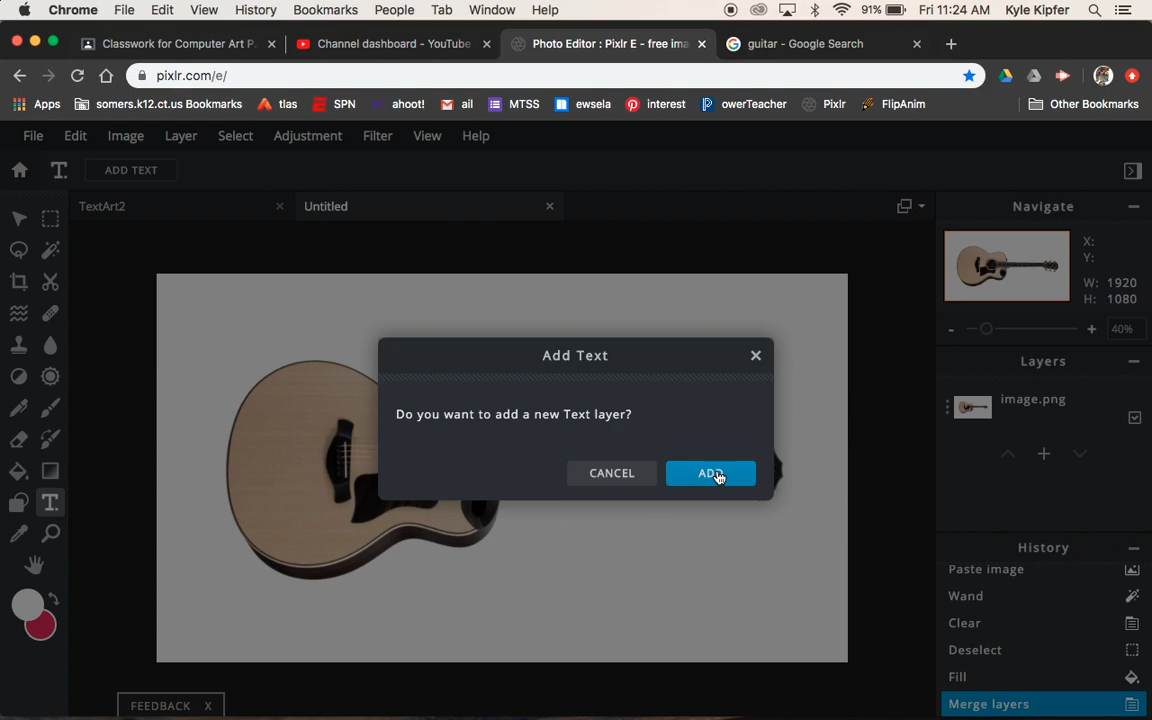 Chrome File Edit View History Bookmarks People Tab Window Help 91% Fri 11:24 AM Kyle Kipfer
Classwork for Computer Art P Channel dashboard - YouTube Photo Editor : Pixlr E - free ima guitar - Google Search
pixlr.com/e/
Apps somers.k12.ct.us Bookmarks tlas SPN ahoot! ail MTSS ewsela interest owerTeacher Pixlr FlipAnim Other Bookmarks
File Edit Image Layer Select Adjustment Filter View Help
T. ADD TEXT
TextArt2 Untitled Navigate
X:
Y:
W: 1920
H: 1080
40%
Add Text Layers
Do you want to add a new Text layer? image.png
CANCEL ADD
History
Paste image
Wand
Clear
Deselect
Fill
Merge layers
FEEDBACK X